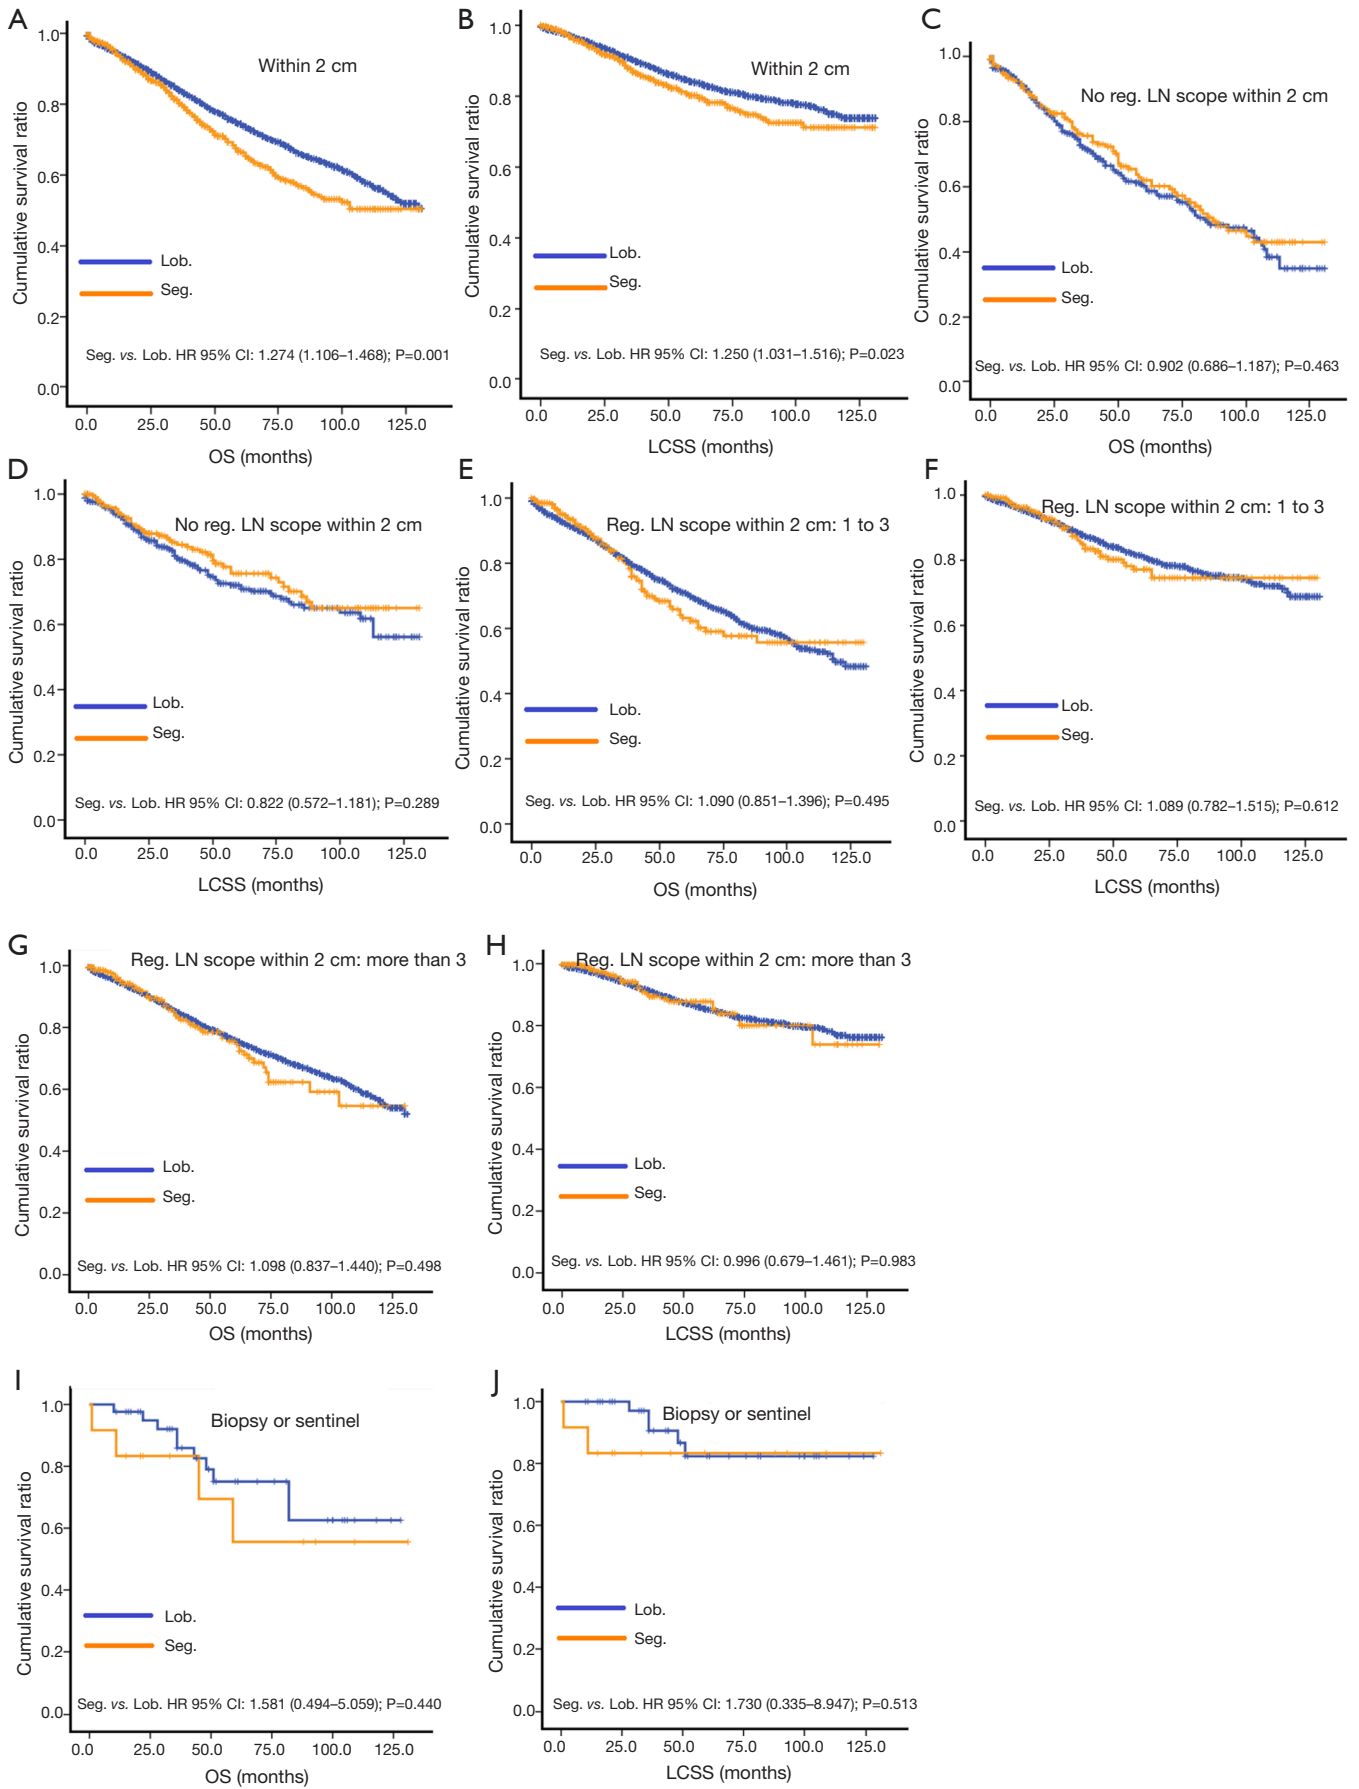 A
Within 2 cm
Cumulative survival ratio
1.0
0.8
0.6
0.4
0.2
0.0
Lob.
Seg.
Seg. vs. Lob. HR 95% CI: 1.274 (1.106–1.468); P=0.001
0.0 25.0 50.0 75.0 100.0 125.0
OS (months)
B
Within 2 cm
Cumulative survival ratio
1.0
0.8
0.6
0.4
0.2
0.0
Lob.
Seg.
Seg. vs. Lob. HR 95% CI: 1.250 (1.031–1.516); P=0.023
0.0 25.0 50.0 75.0 100.0 125.0
LCSS (months)
C
No reg. LN scope within 2 cm
Cumulative survival ratio
1.0
0.8
0.6
0.4
0.2
0.0
Lob.
Seg.
Seg. vs. Lob. HR 95% CI: 0.902 (0.686–1.187); P=0.463
0.0 25.0 50.0 75.0 100.0 125.0
OS (months)
D
No reg. LN scope within 2 cm
Cumulative survival ratio
1.0
0.8
0.6
0.4
0.2
0.0
Lob.
Seg.
Seg. vs. Lob. HR 95% CI: 0.822 (0.572–1.181); P=0.289
0.0 25.0 50.0 75.0 100.0 125.0
LCSS (months)
E
Reg. LN scope within 2 cm: 1 to 3
Cumulative survival ratio
1.0
0.8
0.6
0.4
0.2
0.0
Lob.
Seg.
Seg. vs. Lob. HR 95% CI: 1.090 (0.851–1.396); P=0.495
0.0 25.0 50.0 75.0 100.0 125.0
OS (months)
F
Reg. LN scope within 2 cm: 1 to 3
Cumulative survival ratio
1.0
0.8
0.6
0.4
0.2
0.0
Lob.
Seg.
Seg. vs. Lob. HR 95% CI: 1.089 (0.782–1.515); P=0.612
0.0 25.0 50.0 75.0 100.0 125.0
LCSS (months)
G
Reg. LN scope within 2 cm: more than 3
Cumulative survival ratio
1.0
0.8
0.6
0.4
0.2
0.0
Lob.
Seg.
Seg. vs. Lob. HR 95% CI: 1.098 (0.837–1.440); P=0.498
0.0 25.0 50.0 75.0 100.0 125.0
OS (months)
H
Reg. LN scope within 2 cm: more than 3
Cumulative survival ratio
1.0
0.8
0.6
0.4
0.2
0.0
Lob.
Seg.
Seg. vs. Lob. HR 95% CI: 0.996 (0.679–1.461); P=0.983
0.0 25.0 50.0 75.0 100.0 125.0
LCSS (months)
I
Biopsy or sentinel
Cumulative survival ratio
1.0
0.8
0.6
0.4
0.2
0.0
Lob.
Seg.
Seg. vs. Lob. HR 95% CI: 1.581 (0.494–5.059); P=0.440
0.0 25.0 50.0 75.0 100.0 125.0
OS (months)
J
Biopsy or sentinel
Cumulative survival ratio
1.0
0.8
0.6
0.4
0.2
0.0
Lob.
Seg.
Seg. vs. Lob. HR 95% CI: 1.730 (0.335–8.947); P=0.513
0.0 25.0 50.0 75.0 100.0 125.0
LCSS (months)